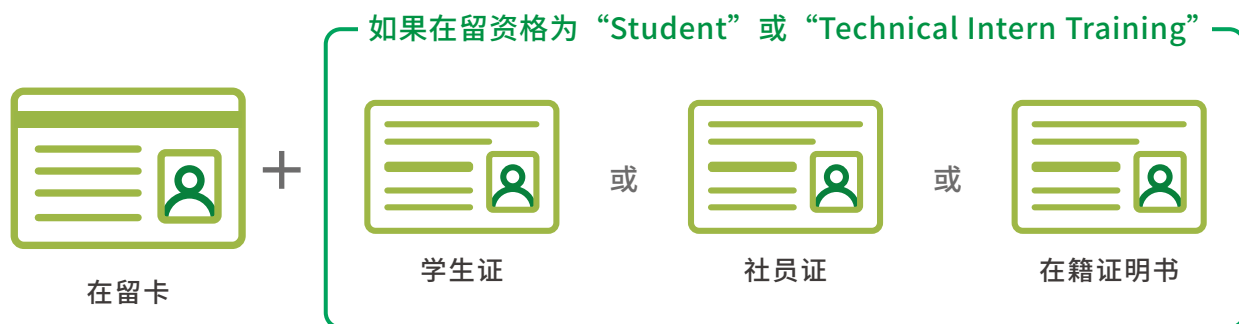 如果在留资格为“Student”或“Technical Intern Training”
或
或
在留卡
学生证
社员证
在籍证明书